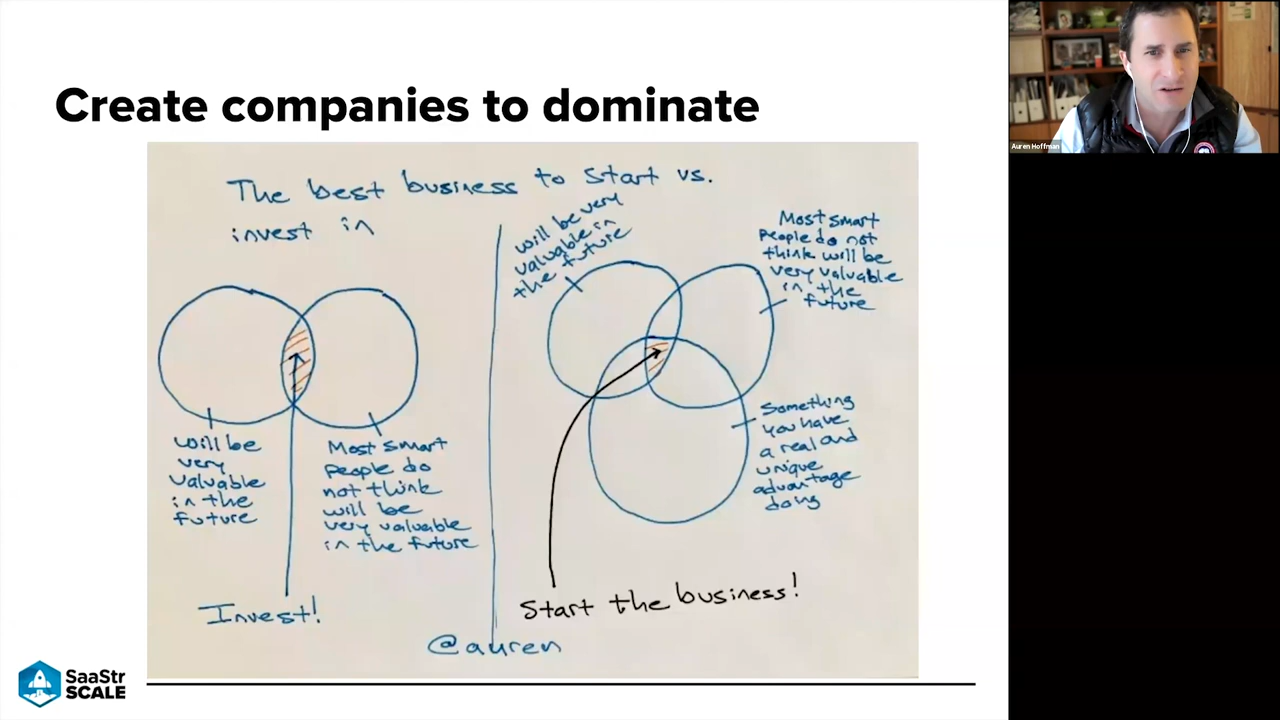 Create companies to dominate
The best business to start vs.
invest in
will be
very
valuable
in the
future
Most smart
people do
not think
will be
very valuable
in the future
Invest!
will be very
valuable in
the future
Most smart
people do not
think will be
very valuable
in the
future
Something
you have
a real and
unique
advantage
doing
Start the business!
@auren
SaaStr
SCALE
Auren Hoffman